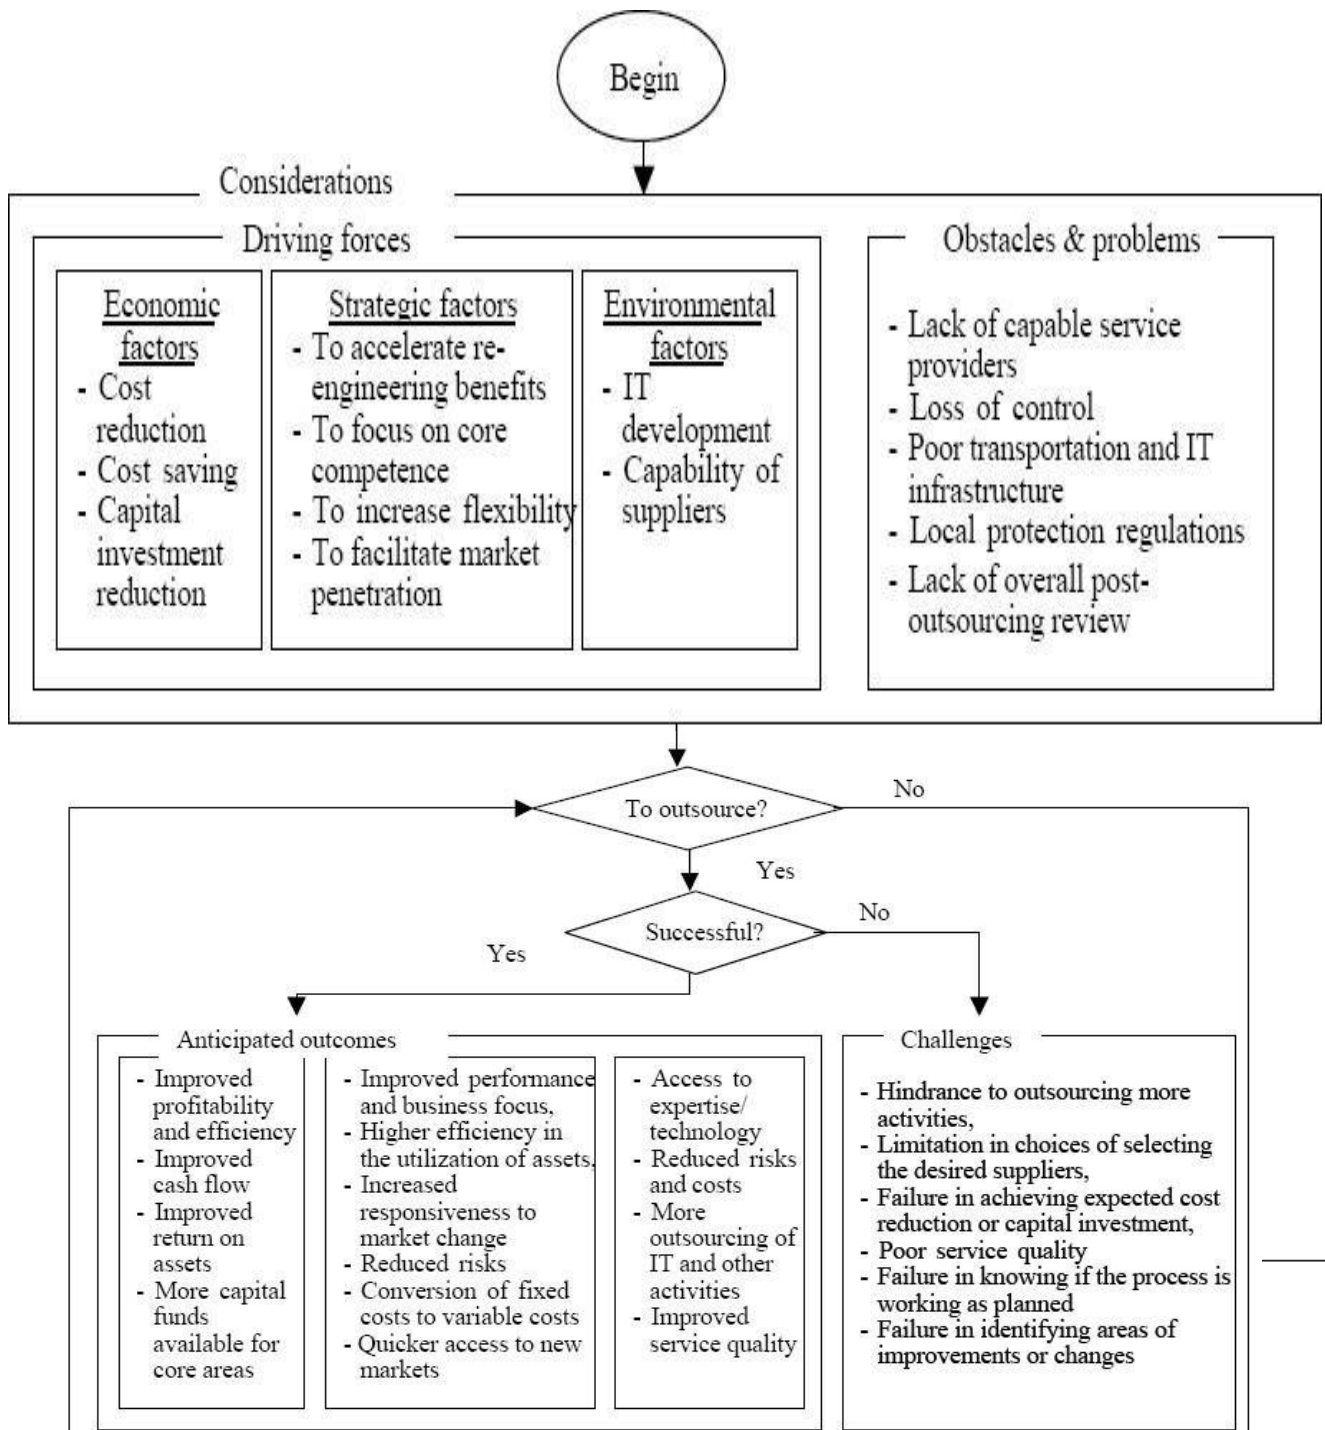 Begin
Considerations
Driving forces
Economic
factors
- Cost
reduction
- Cost saving
- Capital
investment
reduction
Strategic factors
- To accelerate re-
engineering benefits
- To focus on core
competence
- To increase flexibility
- To facilitate market
penetration
Environmental
factors
- IT
development
- Capability of
suppliers
Obstacles & problems
- Lack of capable service
providers
- Loss of control
- Poor transportation and IT
infrastructure
- Local protection regulations
- Lack of overall post-
outsourcing review
To outsource?
No
Yes
Successful?
No
Yes
Anticipated outcomes
- Improved
profitability
and efficiency
- Improved
cash flow
- Improved
return on
assets
- More capital
funds
available for
core areas
- Improved performance
and business focus,
- Higher efficiency in
the utilization of assets,
- Increased
responsiveness to
market change
- Reduced risks
- Conversion of fixed
costs to variable costs
- Quicker access to new
markets
- Access to
expertise/
technology
- Reduced risks
and costs
- More
outsourcing of
IT and other
activities
- Improved
service quality
Challenges
- Hindrance to outsourcing more
activities,
- Limitation in choices of selecting
the desired suppliers,
- Failure in achieving expected cost
reduction or capital investment,
- Poor service quality
- Failure in knowing if the process is
working as planned
- Failure in identifying areas of
improvements or changes